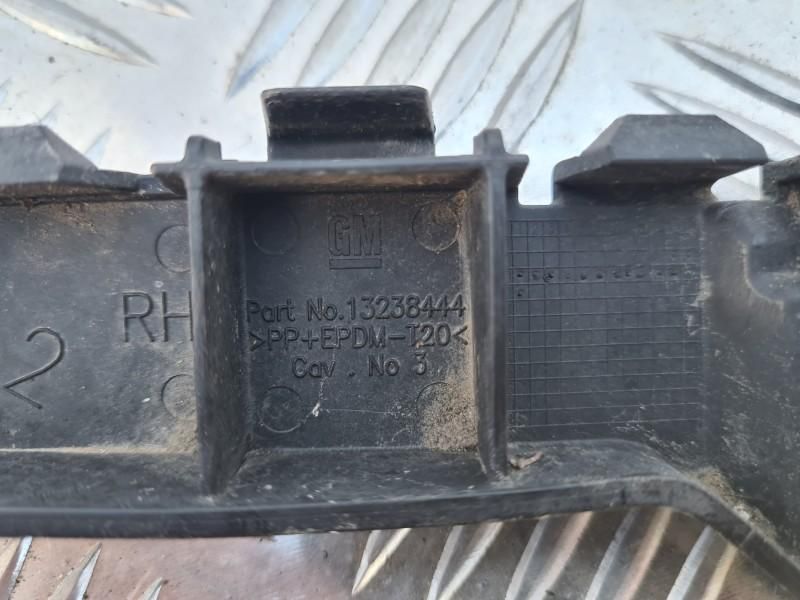 GM
RH
Part No.13238444
>PP+EPDM-T20<
Cav . No 3
2